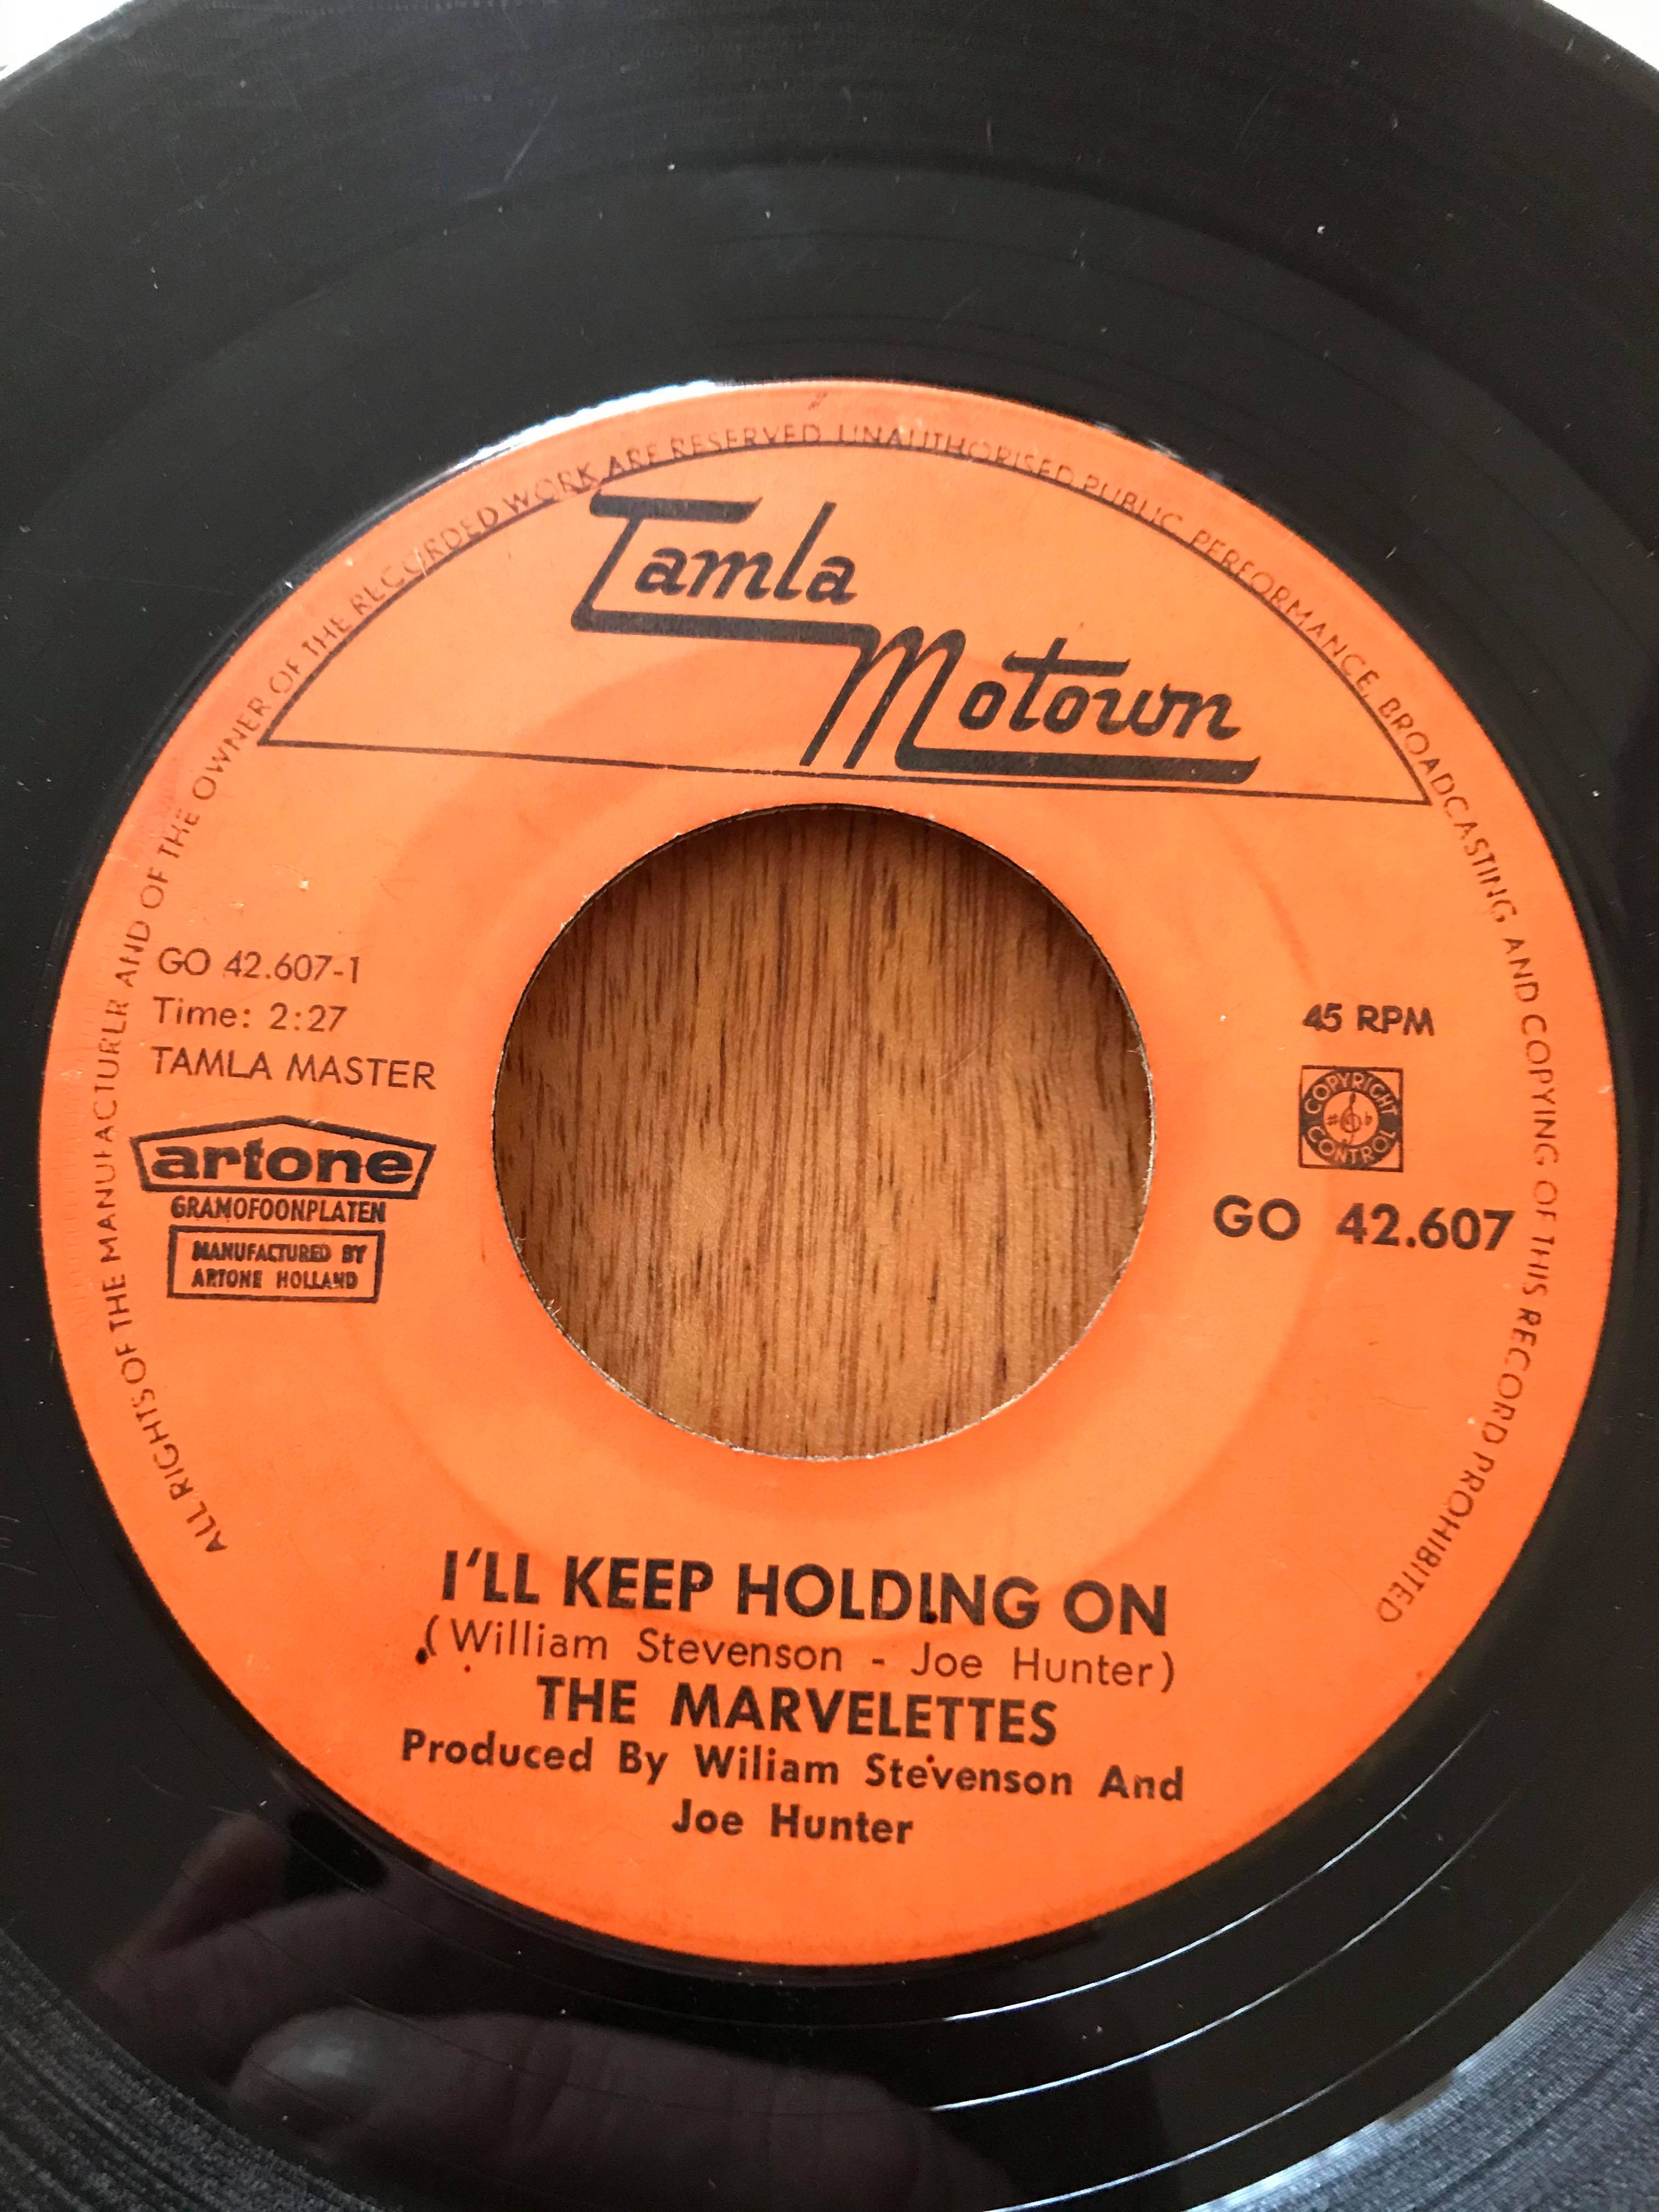 ALL RIGHTS OF THE MANUFACTURER AND OF THE OWNER OF THE RECORDED WORK ARE RESERVED UNAUTHORISED PUBLIC PERFORMANCE, BROADCASTING AND COPYING OF THIS RECORD PROHIBITED
Tamla
Motown
GO 42.607-1
Time: 2:27
TAMLA MASTER
artone
GRAMOFOONPLATEN
MANUFACTURED BY
ARTONE HOLLAND
45 RPM
COPYRIGHT
CONTROL
GO 42.607
I'LL KEEP HOLDING ON
(William Stevenson - Joe Hunter)
THE MARVELETTES
Produced By Wiliam Stevenson And
Joe Hunter